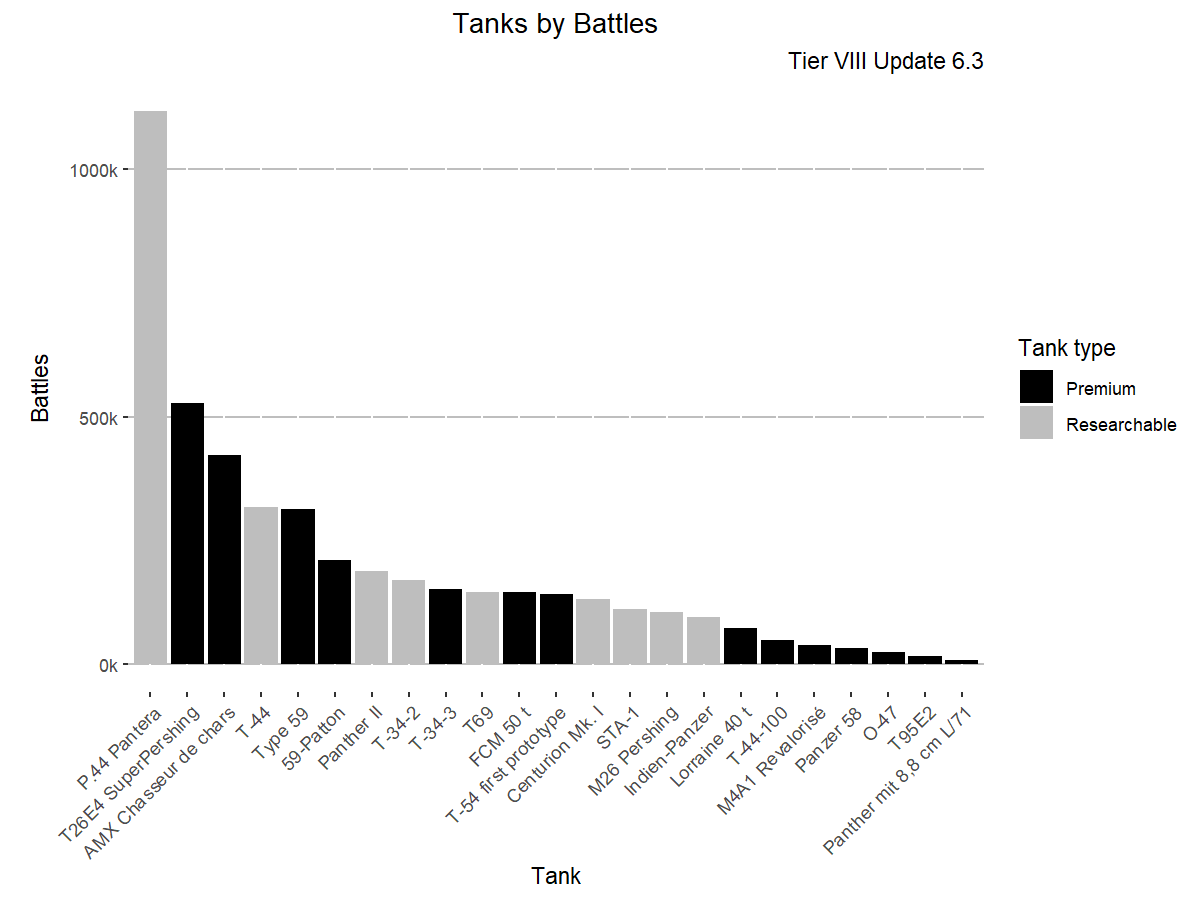 Tanks by Battles
Tier VIII Update 6.3
1000k
500k
0k
Battles
P.44 Pantera
T26E4 SuperPershing
AMX Chasseur de chars
T-44
Type 59
59-Patton
Panther II
T-34-2
T-34-3
T69
FCM 50 t
T-54 first prototype
Centurion Mk. I
STA-1
M26 Pershing
Indien-Panzer
Lorraine 40 t
T-44-100
M4A1 Revalorisé
Panzer 58
O-47
T95E2
Panther mit 8,8 cm L/71
Tank
Tank type
Premium
Researchable